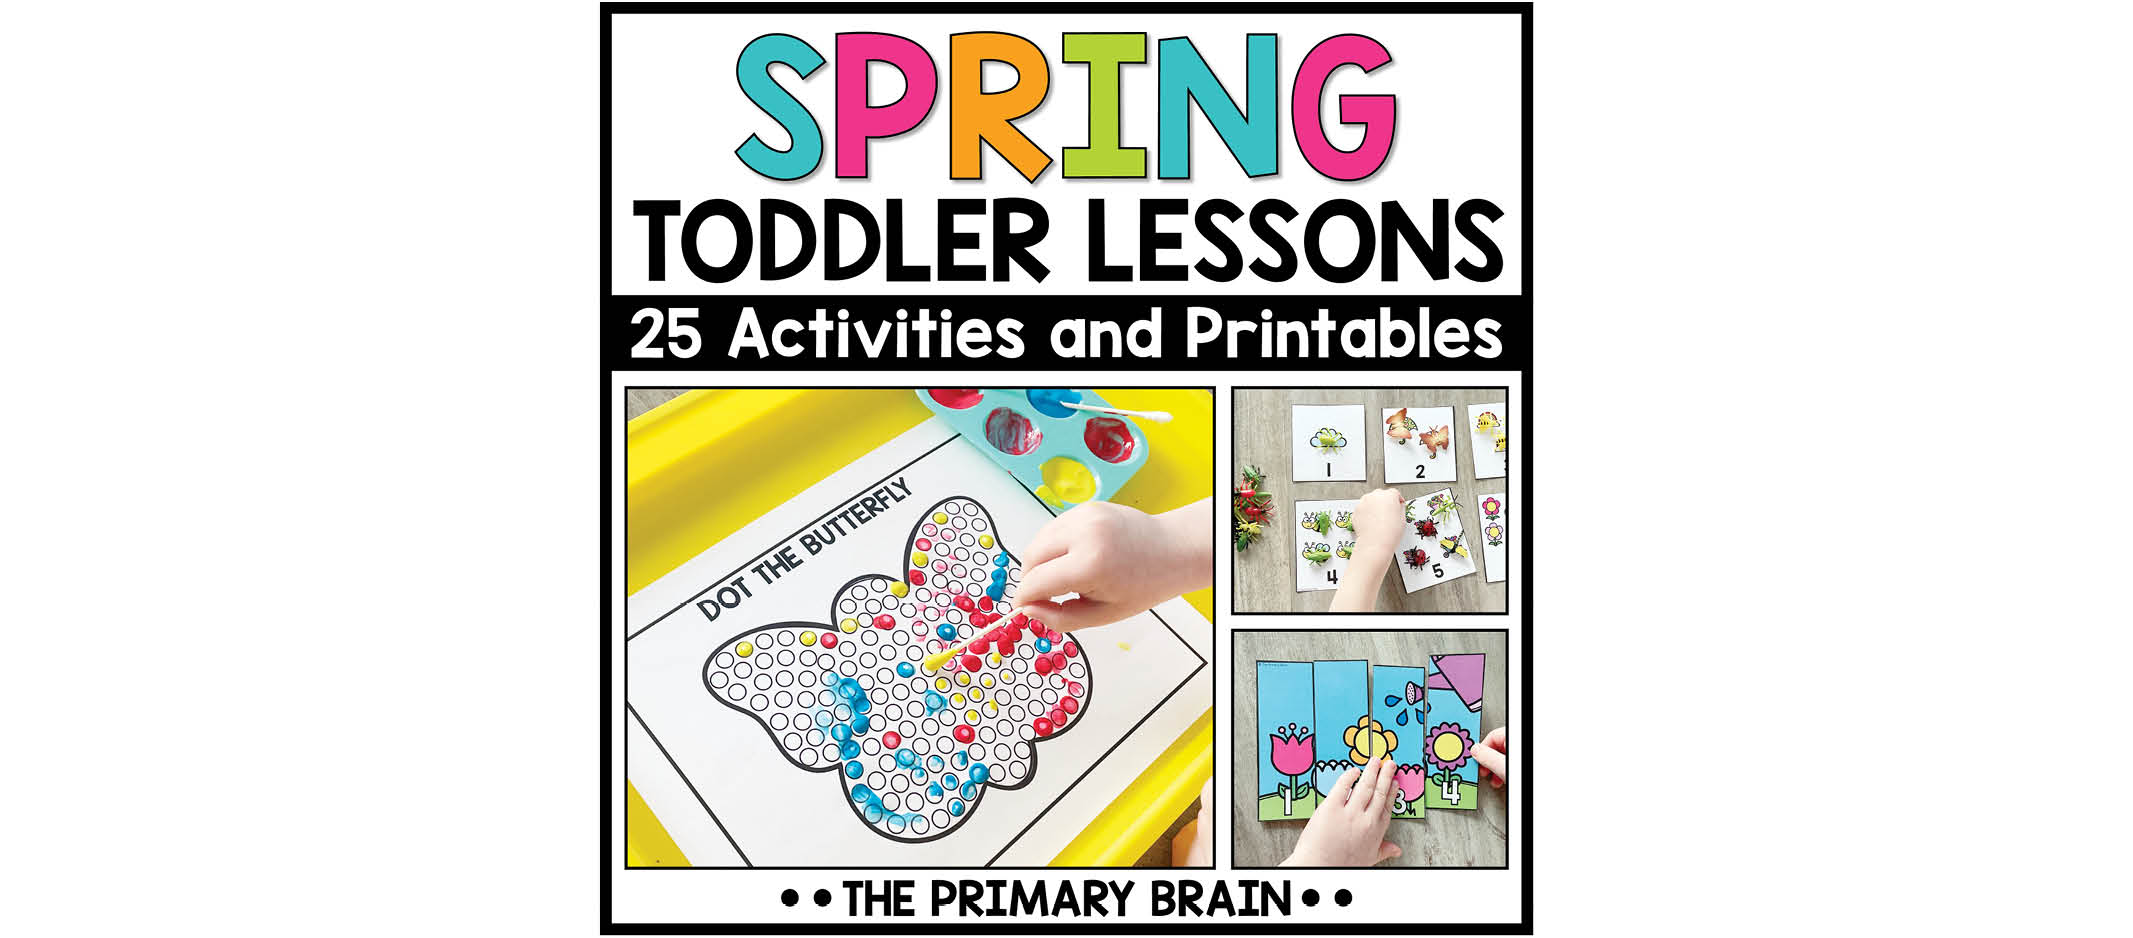 SPRING
TODDLER LESSONS
25 Activities and Printables
DOT THE BUTTERFLY
1
2
4
5
1
3
4
•• THE PRIMARY BRAIN ••